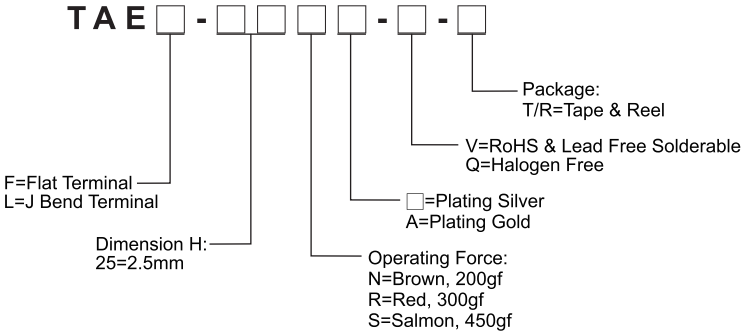 TAE□-□□□□-□-□
Package:
T/R=Tape & Reel
V=RoHS & Lead Free Solderable
Q=Halogen Free
F=Flat Terminal
L=J Bend Terminal
□=Plating Silver
A=Plating Gold
Dimension H:
25=2.5mm
Operating Force:
N=Brown, 200gf
R=Red, 300gf
S=Salmon, 450gf